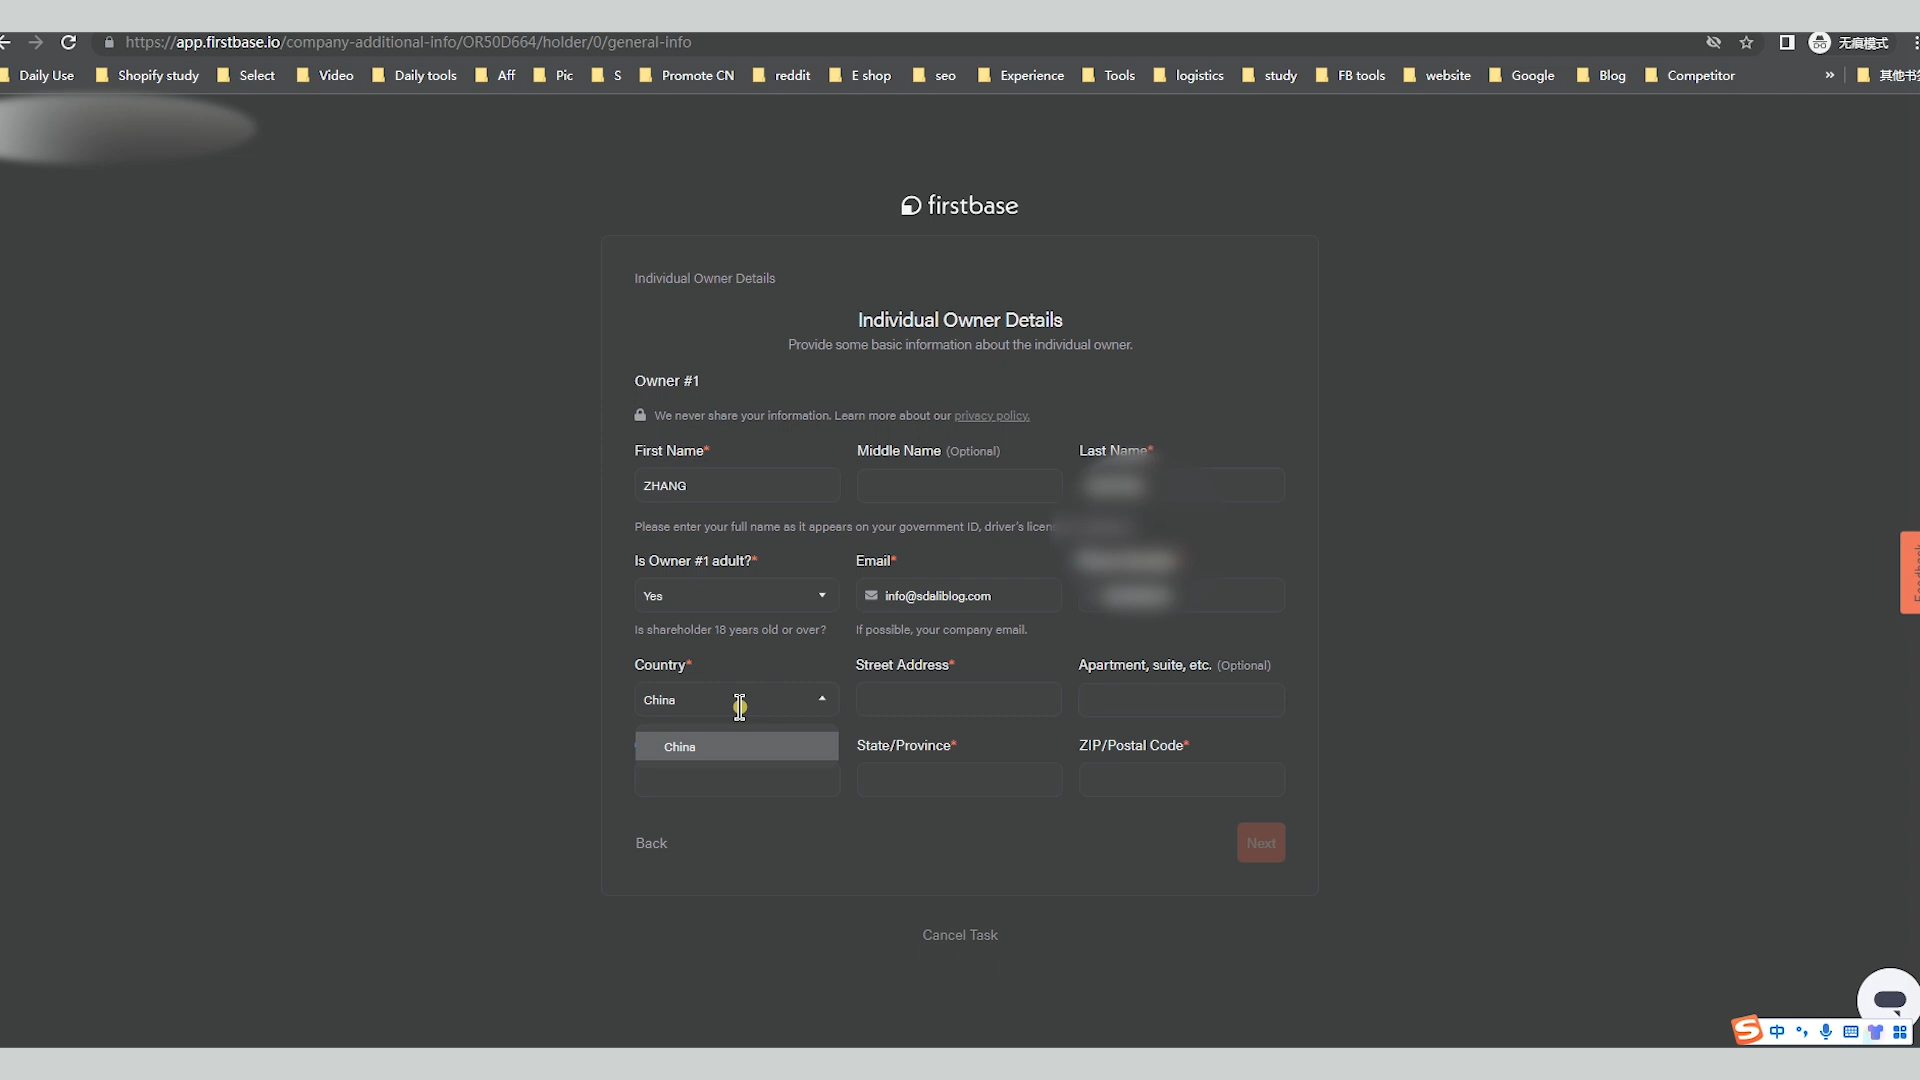 https://app.firstbase.io/company-additional-info/OR50D664/holder/0/general-info
无痕模式
Daily Use
Shopify study
Select
Video
Daily tools
Aff
Pic
S
Promote CN
reddit
E shop
seo
Experience
Tools
logistics
study
FB tools
website
Google
Blog
Competitor
»
其他书签
firstbase
Individual Owner Details
Individual Owner Details
Provide some basic information about the individual owner.
Owner #1
We never share your information. Learn more about our privacy policy.
First Name*
Middle Name (Optional)
Last Name*
ZHANG
Please enter your full name as it appears on your government ID, driver's licen
Is Owner #1 adult?*
Email*
Yes
info@sdaliblog.com
Is shareholder 18 years old or over?
If possible, your company email.
Country*
Street Address*
Apartment, suite, etc. (Optional)
China
China
State/Province*
ZIP/Postal Code*
Back
Next
Cancel Task
Feedback
中